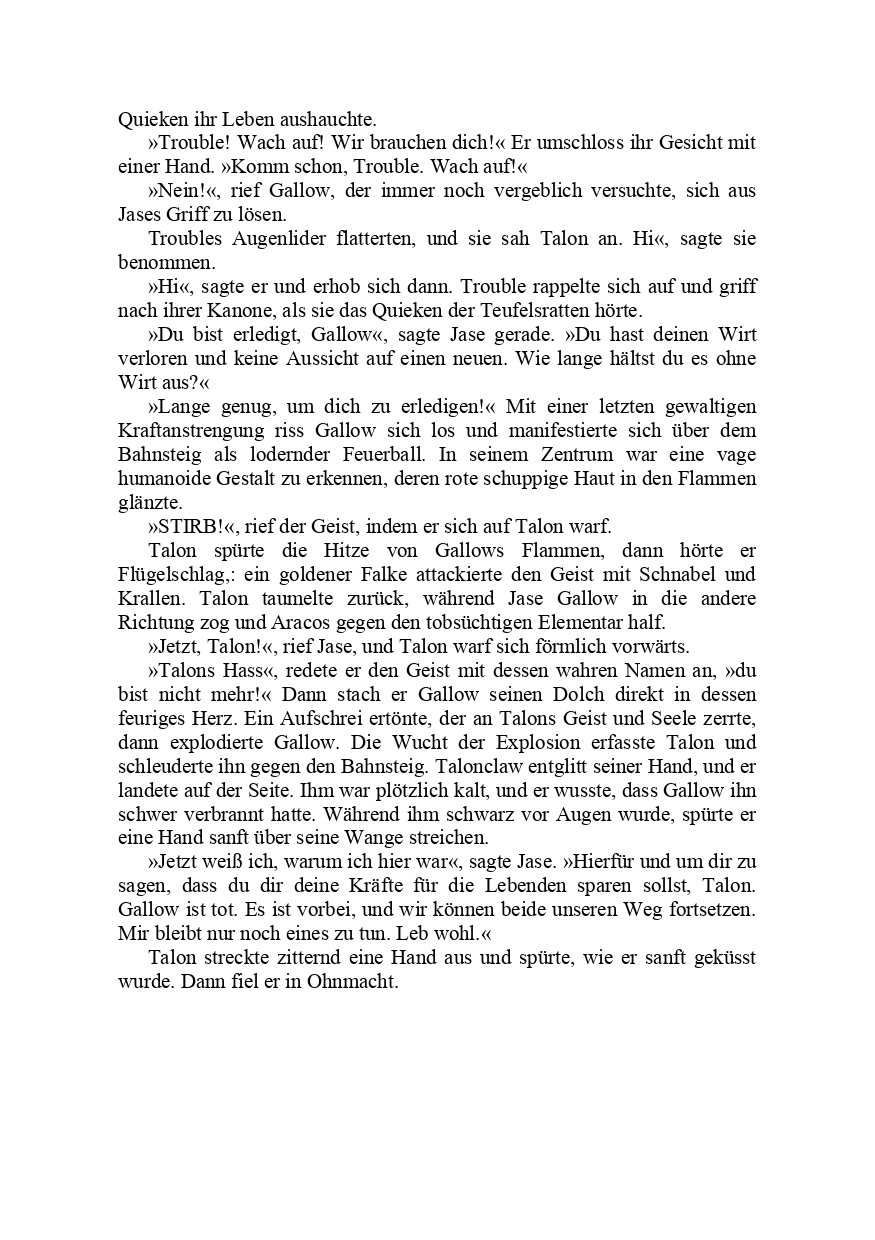 Quieken ihr Leben aushauchte.
»Trouble! Wach auf! Wir brauchen dich!« Er umschloss ihr Gesicht mit
einer Hand. »Komm schon, Trouble. Wach auf!«
»Nein!«, rief Gallow, der immer noch vergeblich versuchte, sich aus
Jases Griff zu lösen.
Troubles Augenlider flatterten, und sie sah Talon an. Hi«, sagte sie
benommen.
»Hi«, sagte er und erhob sich dann. Trouble rappelte sich auf und griff
nach ihrer Kanone, als sie das Quieken der Teufelsratten hörte.
»Du bist erledigt, Gallow«, sagte Jase gerade. »Du hast deinen Wirt
verloren und keine Aussicht auf einen neuen. Wie lange hältst du es ohne
Wirt aus?«
»Lange genug, um dich zu erledigen!« Mit einer letzten gewaltigen
Kraftanstrengung riss Gallow sich los und manifestierte sich über dem
Bahnsteig als lodernder Feuerball. In seinem Zentrum war eine vage
humanoide Gestalt zu erkennen, deren rote schuppige Haut in den Flammen
glänzte.
»STIRB!«, rief der Geist, indem er sich auf Talon warf.
Talon spürte die Hitze von Gallows Flammen, dann hörte er
Flügelschlag,: ein goldener Falke attackierte den Geist mit Schnabel und
Krallen. Talon taumelte zurück, während Jase Gallow in die andere
Richtung zog und Aracos gegen den tobsüchtigen Elementar half.
»Jetzt, Talon!«, rief Jase, und Talon warf sich förmlich vorwärts.
»Talons Hass«, redete er den Geist mit dessen wahren Namen an, »du
bist nicht mehr!« Dann stach er Gallow seinen Dolch direkt in dessen
feuriges Herz. Ein Aufschrei ertönte, der an Talons Geist und Seele zerrte,
dann explodierte Gallow. Die Wucht der Explosion erfasste Talon und
schleuderte ihn gegen den Bahnsteig. Talonclaw entglitt seiner Hand, und er
landete auf der Seite. Ihm war plötzlich kalt, und er wusste, dass Gallow ihn
schwer verbrannt hatte. Während ihm schwarz vor Augen wurde, spürte er
eine Hand sanft über seine Wange streichen.
»Jetzt weiß ich, warum ich hier war«, sagte Jase. »Hierfür und um dir zu
sagen, dass du dir deine Kräfte für die Lebenden sparen sollst, Talon.
Gallow ist tot. Es ist vorbei, und wir können beide unseren Weg fortsetzen.
Mir bleibt nur noch eines zu tun. Leb wohl.«
Talon streckte zitternd eine Hand aus und spürte, wie er sanft geküsst
wurde. Dann fiel er in Ohnmacht.